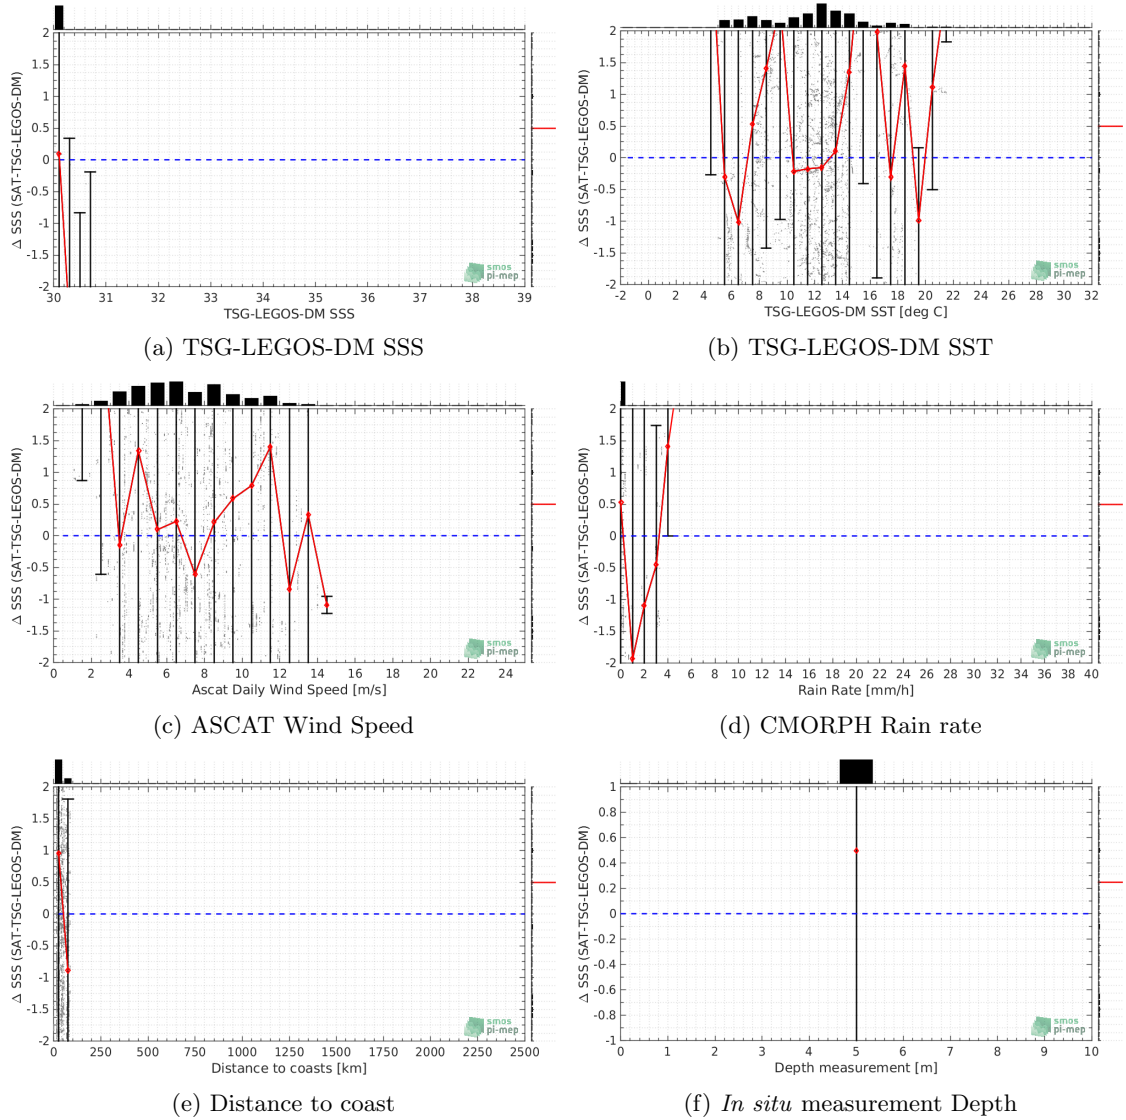 2
1.5
1
0.5
0
-0.5
-1
-1.5
-2
Δ SSS (SAT-TSG-LEGOS-DM)
30 31 32 33 34 35 36 37 38 39
TSG-LEGOS-DM SSS
smos
pi-mep
(a) TSG-LEGOS-DM SSS
2
1.5
1
0.5
0
-0.5
-1
-1.5
-2
Δ SSS (SAT-TSG-LEGOS-DM)
-2 0 2 4 6 8 10 12 14 16 18 20 22 24 26 28 30 32
TSG-LEGOS-DM SST [deg C]
smos
pi-mep
(b) TSG-LEGOS-DM SST
2
1.5
1
0.5
0
-0.5
-1
-1.5
-2
Δ SSS (SAT-TSG-LEGOS-DM)
0 2 4 6 8 10 12 14 16 18 20 22 24
Ascat Daily Wind Speed [m/s]
smos
pi-mep
(c) ASCAT Wind Speed
2
1.5
1
0.5
0
-0.5
-1
-1.5
-2
Δ SSS (SAT-TSG-LEGOS-DM)
0 2 4 6 8 10 12 14 16 18 20 22 24 26 28 30 32 34 36 38 40
Rain Rate [mm/h]
smos
pi-mep
(d) CMORPH Rain rate
2
1.5
1
0.5
0
-0.5
-1
-1.5
-2
Δ SSS (SAT-TSG-LEGOS-DM)
0 250 500 750 1000 1250 1500 1750 2000 2250 2500
Distance to coasts [km]
smos
pi-mep
(e) Distance to coast
1
0.8
0.6
0.4
0.2
0
-0.2
-0.4
-0.6
-0.8
-1
Δ SSS (SAT-TSG-LEGOS-DM)
0 1 2 3 4 5 6 7 8 9 10
Depth measurement [m]
smos
pi-mep
(f) In situ measurement Depth